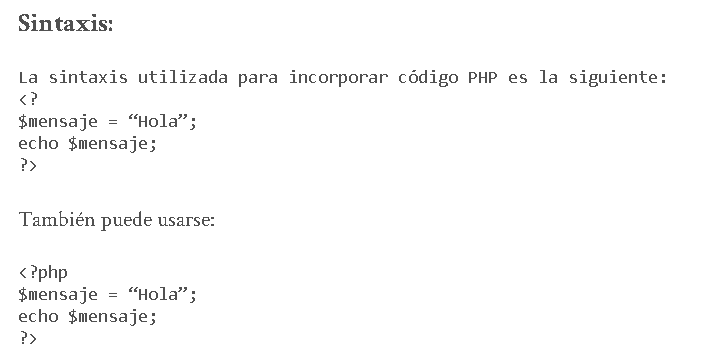 Sintaxis:
La sintaxis utilizada para incorporar código PHP es la siguiente:
<?
$mensaje = “Hola”;
echo $mensaje;
?>
También puede usarse:
<?php
$mensaje = “Hola”;
echo $mensaje;
?>